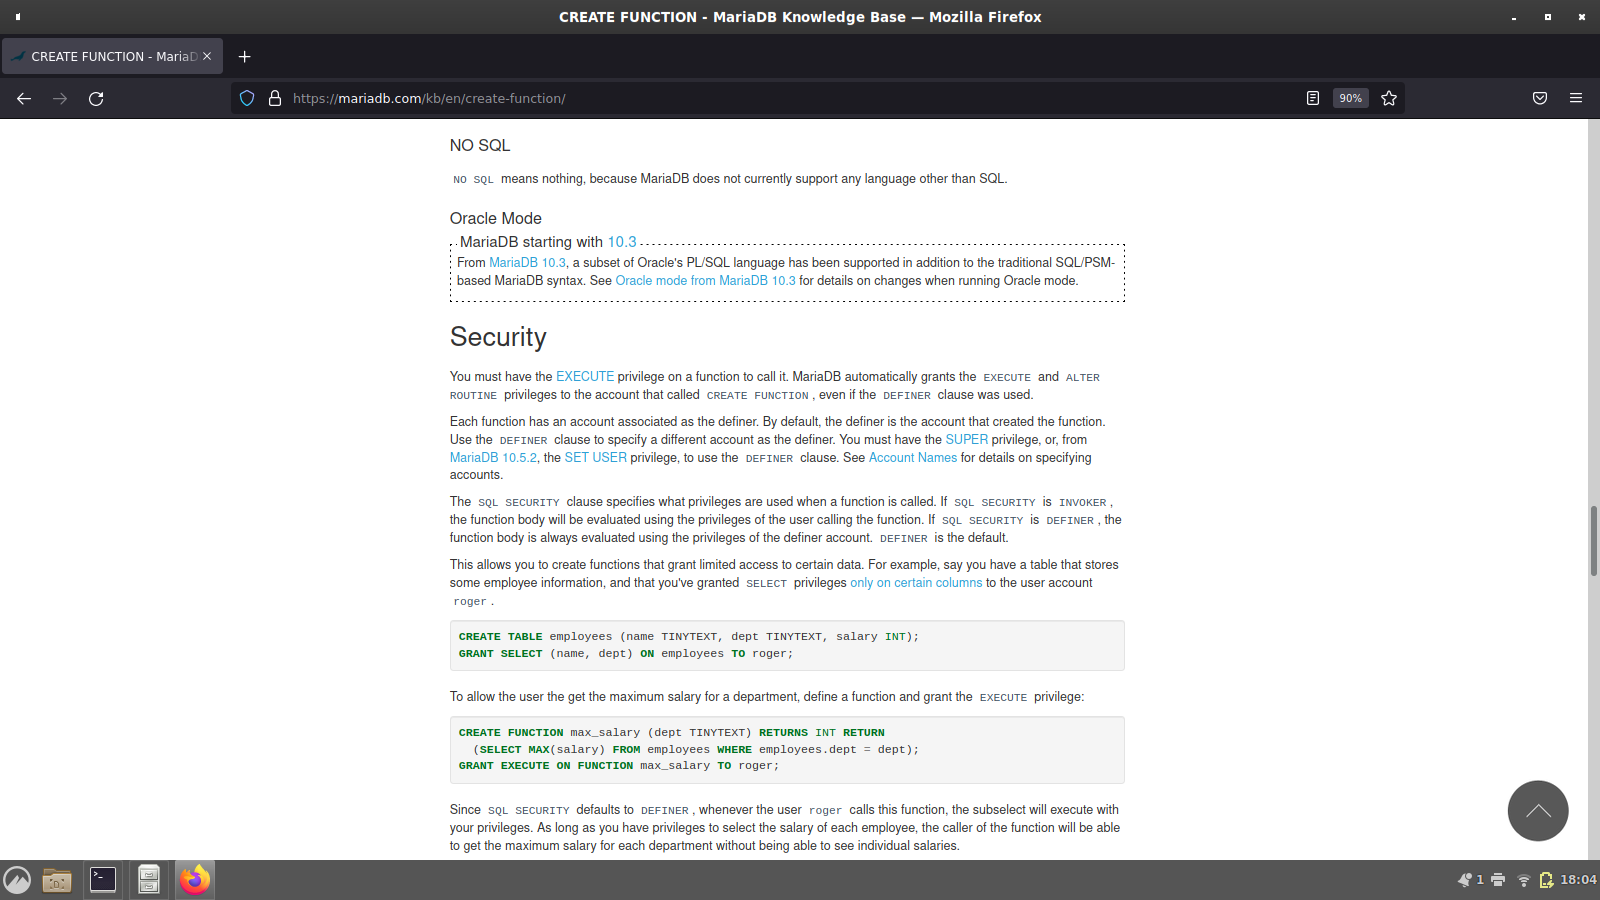 CREATE FUNCTION - MariaDB Knowledge Base — Mozilla Firefox
CREATE FUNCTION - MariaD
https://mariadb.com/kb/en/create-function/
90%
NO SQL
NO SQL means nothing, because MariaDB does not currently support any language other than SQL.
Oracle Mode
MariaDB starting with 10.3
From MariaDB 10.3, a subset of Oracle's PL/SQL language has been supported in addition to the traditional SQL/PSM-
based MariaDB syntax. See Oracle mode from MariaDB 10.3 for details on changes when running Oracle mode.
Security
You must have the EXECUTE privilege on a function to call it. MariaDB automatically grants the EXECUTE and ALTER
ROUTINE privileges to the account that called CREATE FUNCTION, even if the DEFINER clause was used.
Each function has an account associated as the definer. By default, the definer is the account that created the function.
Use the DEFINER clause to specify a different account as the definer. You must have the SUPER privilege, or, from
MariaDB 10.5.2, the SET USER privilege, to use the DEFINER clause. See Account Names for details on specifying
accounts.
The SQL SECURITY clause specifies what privileges are used when a function is called. If SQL SECURITY is INVOKER,
the function body will be evaluated using the privileges of the user calling the function. If SQL SECURITY is DEFINER, the
function body is always evaluated using the privileges of the definer account. DEFINER is the default.
This allows you to create functions that grant limited access to certain data. For example, say you have a table that stores
some employee information, and that you've granted SELECT privileges only on certain columns to the user account
roger.
CREATE TABLE employees (name TINYTEXT, dept TINYTEXT, salary INT);
GRANT SELECT (name, dept) ON employees TO roger;
To allow the user the get the maximum salary for a department, define a function and grant the EXECUTE privilege:
CREATE FUNCTION max_salary (dept TINYTEXT) RETURNS INT RETURN
(SELECT MAX(salary) FROM employees WHERE employees.dept = dept);
GRANT EXECUTE ON FUNCTION max_salary TO roger;
Since SQL SECURITY defaults to DEFINER, whenever the user roger calls this function, the subselect will execute with
your privileges. As long as you have privileges to select the salary of each employee, the caller of the function will be able
to get the maximum salary for each department without being able to see individual salaries.
1
18:04